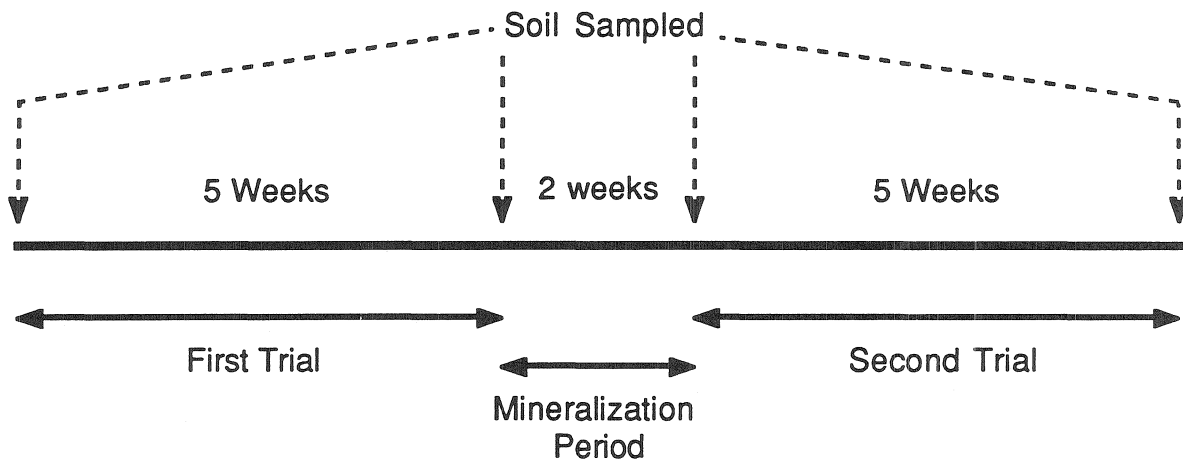 Soil Sampled
5 Weeks
2 weeks
5 Weeks
First Trial
Second Trial
Mineralization
Period